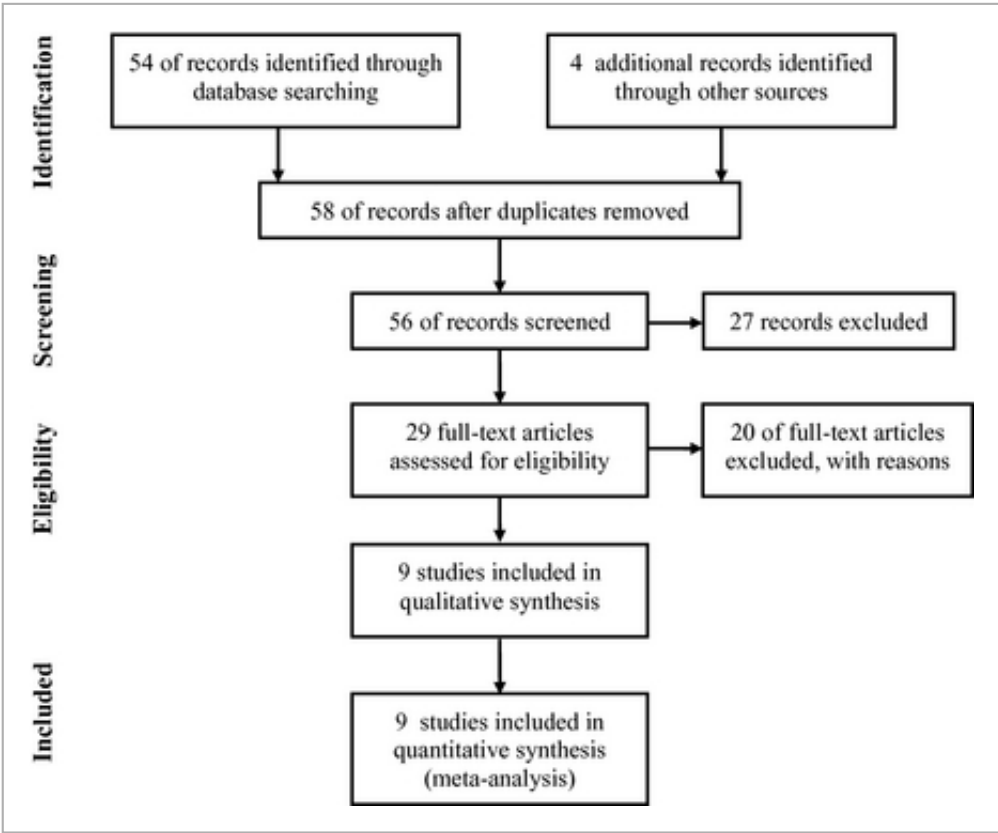 Identification
54 of records identified through
database searching
4 additional records identified
through other sources
58 of records after duplicates removed
Screening
56 of records screened
27 records excluded
Eligibility
29 full-text articles
assessed for eligibility
20 of full-text articles
excluded, with reasons
9 studies included in
qualitative synthesis
Included
9 studies included in
quantitative synthesis
(meta-analysis)